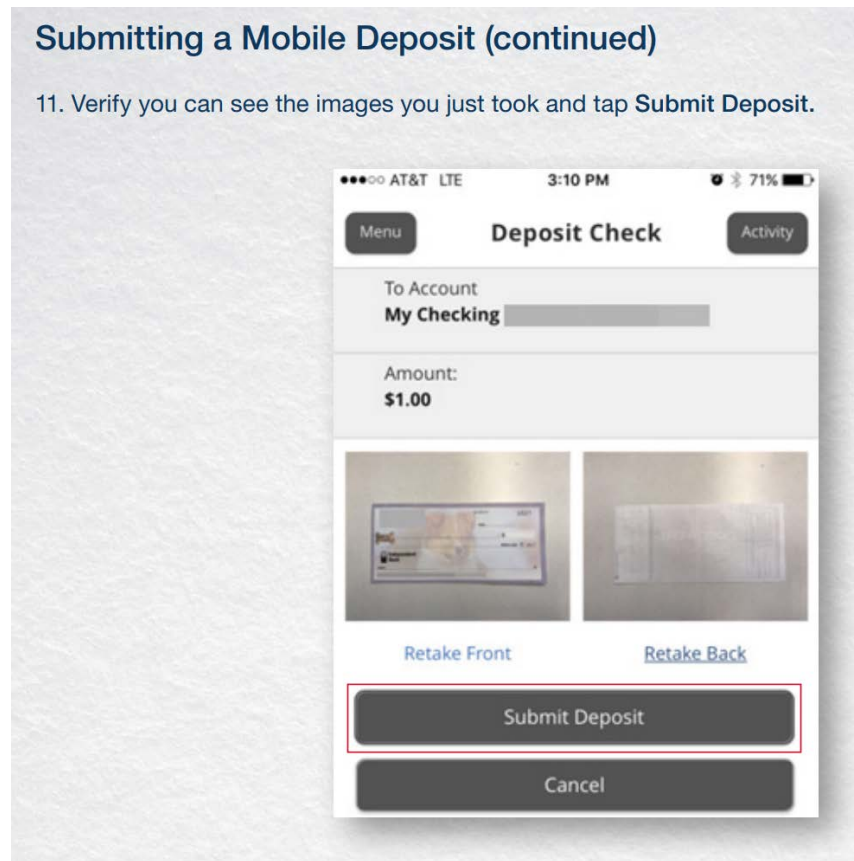 Submitting a Mobile Deposit (continued)
11. Verify you can see the images you just took and tap Submit Deposit.
AT&T LTE 3:10 PM 71%
Menu Deposit Check Activity
To Account
My Checking
Amount:
$1.00
Independent
Bank
Retake Front Retake Back
Submit Deposit
Cancel